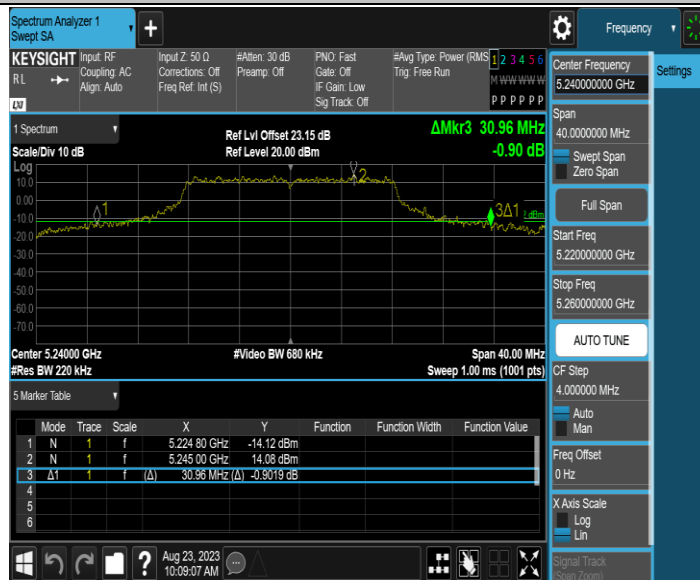 Spectrum Analyzer 1
Swept SA
+
Frequency
KEYSIGHT
R L
LXI
Input: RF
Coupling: AC
Align: Auto
Input Z: 50 Ω
Corrections: Off
Freq Ref: Int (S)
#Atten: 30 dB
Preamp: Off
PNO: Fast
Gate: Off
IF Gain: Low
Sig Track: Off
#Avg Type: Power (RMS
Trig: Free Run
1 2 3 4 5 6
M W W W W W
P P P P P P
1 Spectrum
Scale/Div 10 dB
Ref Lvl Offset 23.15 dB
Ref Level 20.00 dBm
ΔMkr3 30.96 MHz
-0.90 dB
Log
10.0
0.00
-10.0
-20.0
-30.0
-40.0
-50.0
-60.0
-70.0
1
2
3Δ1
Center 5.24000 GHz
#Video BW 680 kHz
Span 40.00 MHz
#Res BW 220 kHz
Sweep 1.00 ms (1001 pts)
5 Marker Table
Mode Trace Scale X Y Function Function Width Function Value
1 N 1 f 5.224 80 GHz -14.12 dBm
2 N 1 f 5.245 00 GHz 14.08 dBm
3 Δ1 1 f (Δ) 30.96 MHz (Δ) -0.9019 dB
4
5
6
?
Aug 23, 2023
10:09:07 AM
Center Frequency
5.240000000 GHz
Settings
Span
40.0000000 MHz
Swept Span
Zero Span
Full Span
Start Freq
5.220000000 GHz
Stop Freq
5.260000000 GHz
AUTO TUNE
CF Step
4.000000 MHz
Auto
Man
Freq Offset
0 Hz
X Axis Scale
Log
Lin
Signal Track
(Span Zoom)